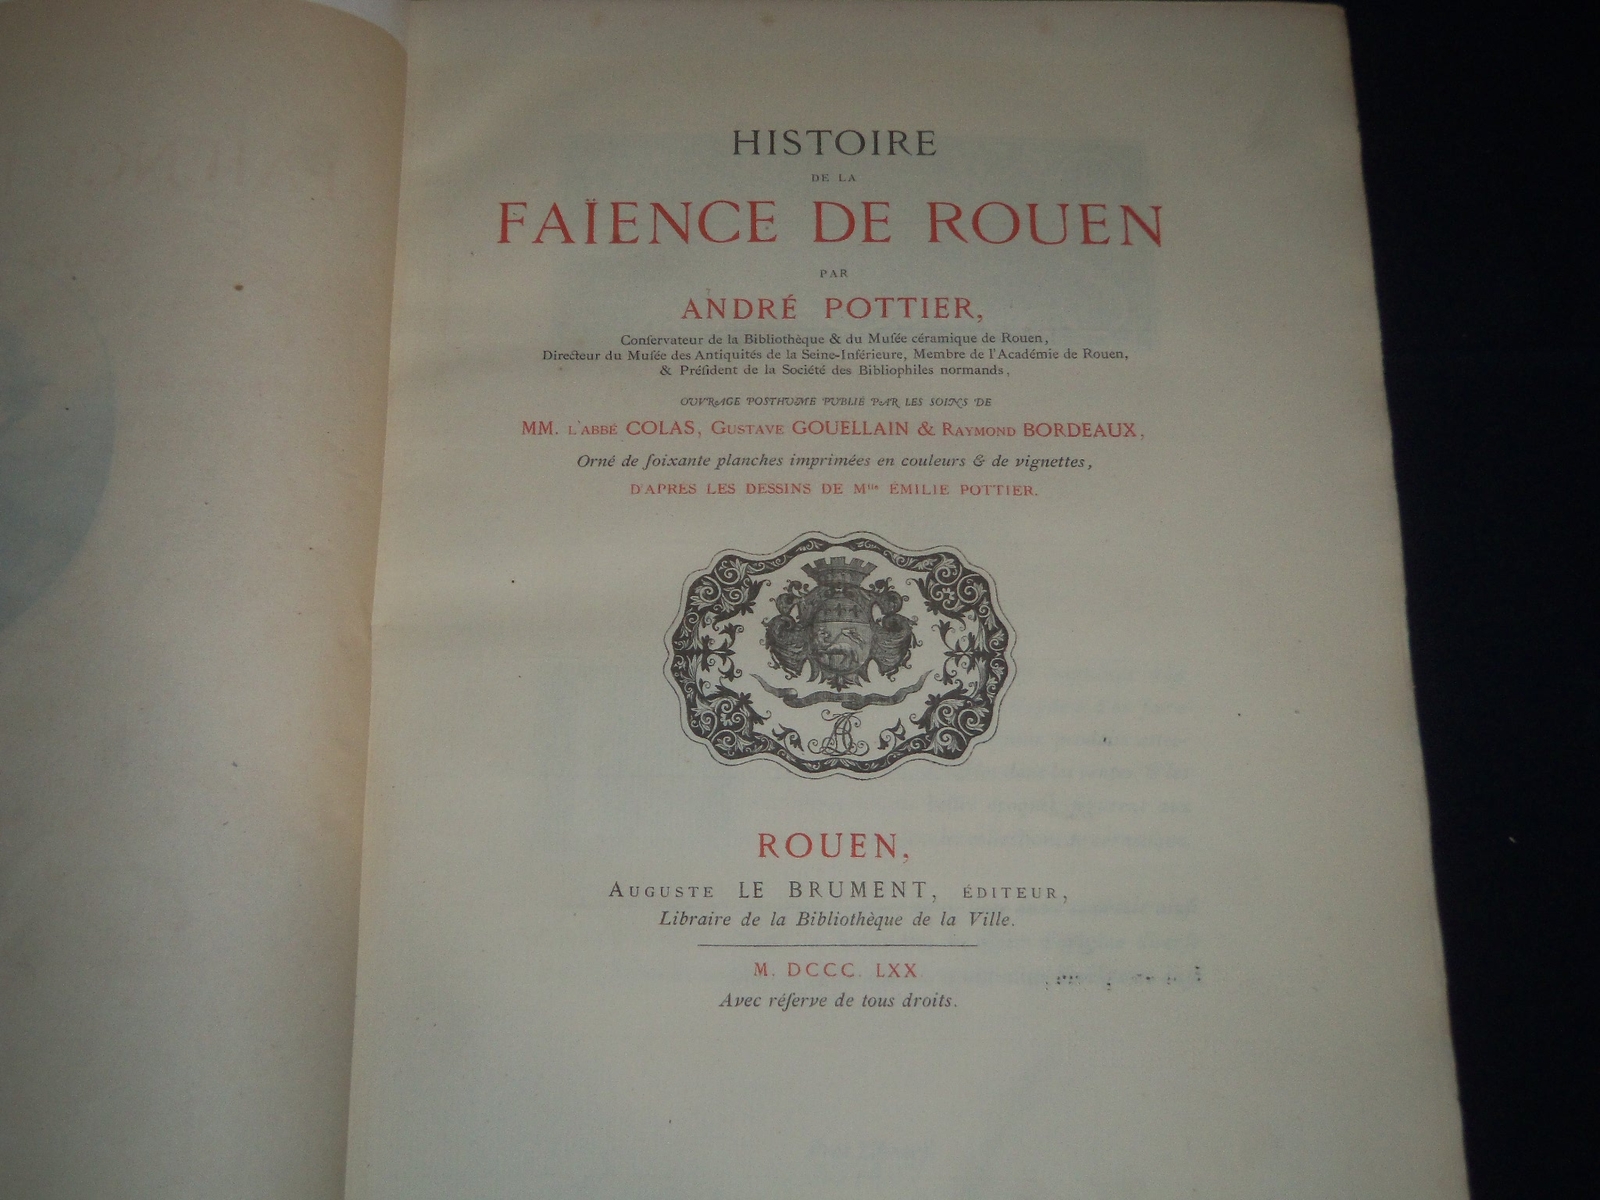 HISTOIRE
DE LA
FAÏENCE DE ROUEN
PAR
ANDRÉ POTTIER,
Conſervateur de la Bibliothèque & du Muſée céramique de Rouen,
Directeur du Muſée des Antiquités de la Seine-Inférieure, Membre de l'Académie de Rouen,
& Préſident de la Société des Bibliophiles normands,
OUVRAGE POSTHUME PUBLIÉ PAR LES SOINS DE
MM. L'ABBÉ COLAS, GUSTAVE GOUELLAIN & RAYMOND BORDEAUX,
Orné de ſoixante planches imprimées en couleurs & de vignettes,
D'APRÈS LES DESSINS DE Mlle ÉMILIE POTTIER.
ROUEN,
AUGUSTE LE BRUMENT, ÉDITEUR,
Libraire de la Bibliothèque de la Ville.
M. DCCC. LXX
Avec réſerve de tous droits.